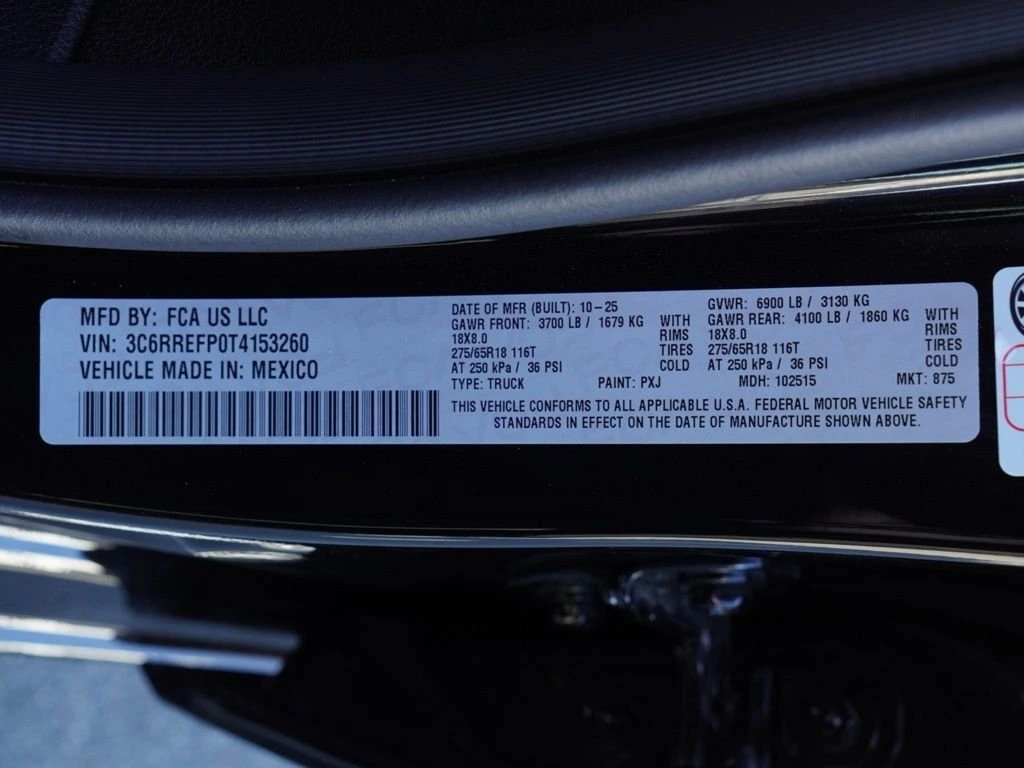 MFD BY: FCA US LLC
VIN: 3C6RREFP0T4153260
VEHICLE MADE IN: MEXICO
DATE OF MFR (BUILT): 10-25
GAWR FRONT: 3700 LB / 1679 KG WITH
18X8.0 RIMS
275/65R18 116T TIRES
AT 250 kPa / 36 PSI COLD
GVWR: 6900 LB / 3130 KG
GAWR REAR: 4100 LB / 1860 KG WITH
18X8.0 RIMS
275/65R18 116T TIRES
AT 250 kPa / 36 PSI COLD
TYPE: TRUCK PAINT: PXJ MDH: 102515 MKT: 875
THIS VEHICLE CONFORMS TO ALL APPLICABLE U.S.A. FEDERAL MOTOR VEHICLE SAFETY
STANDARDS IN EFFECT ON THE DATE OF MANUFACTURE SHOWN ABOVE.